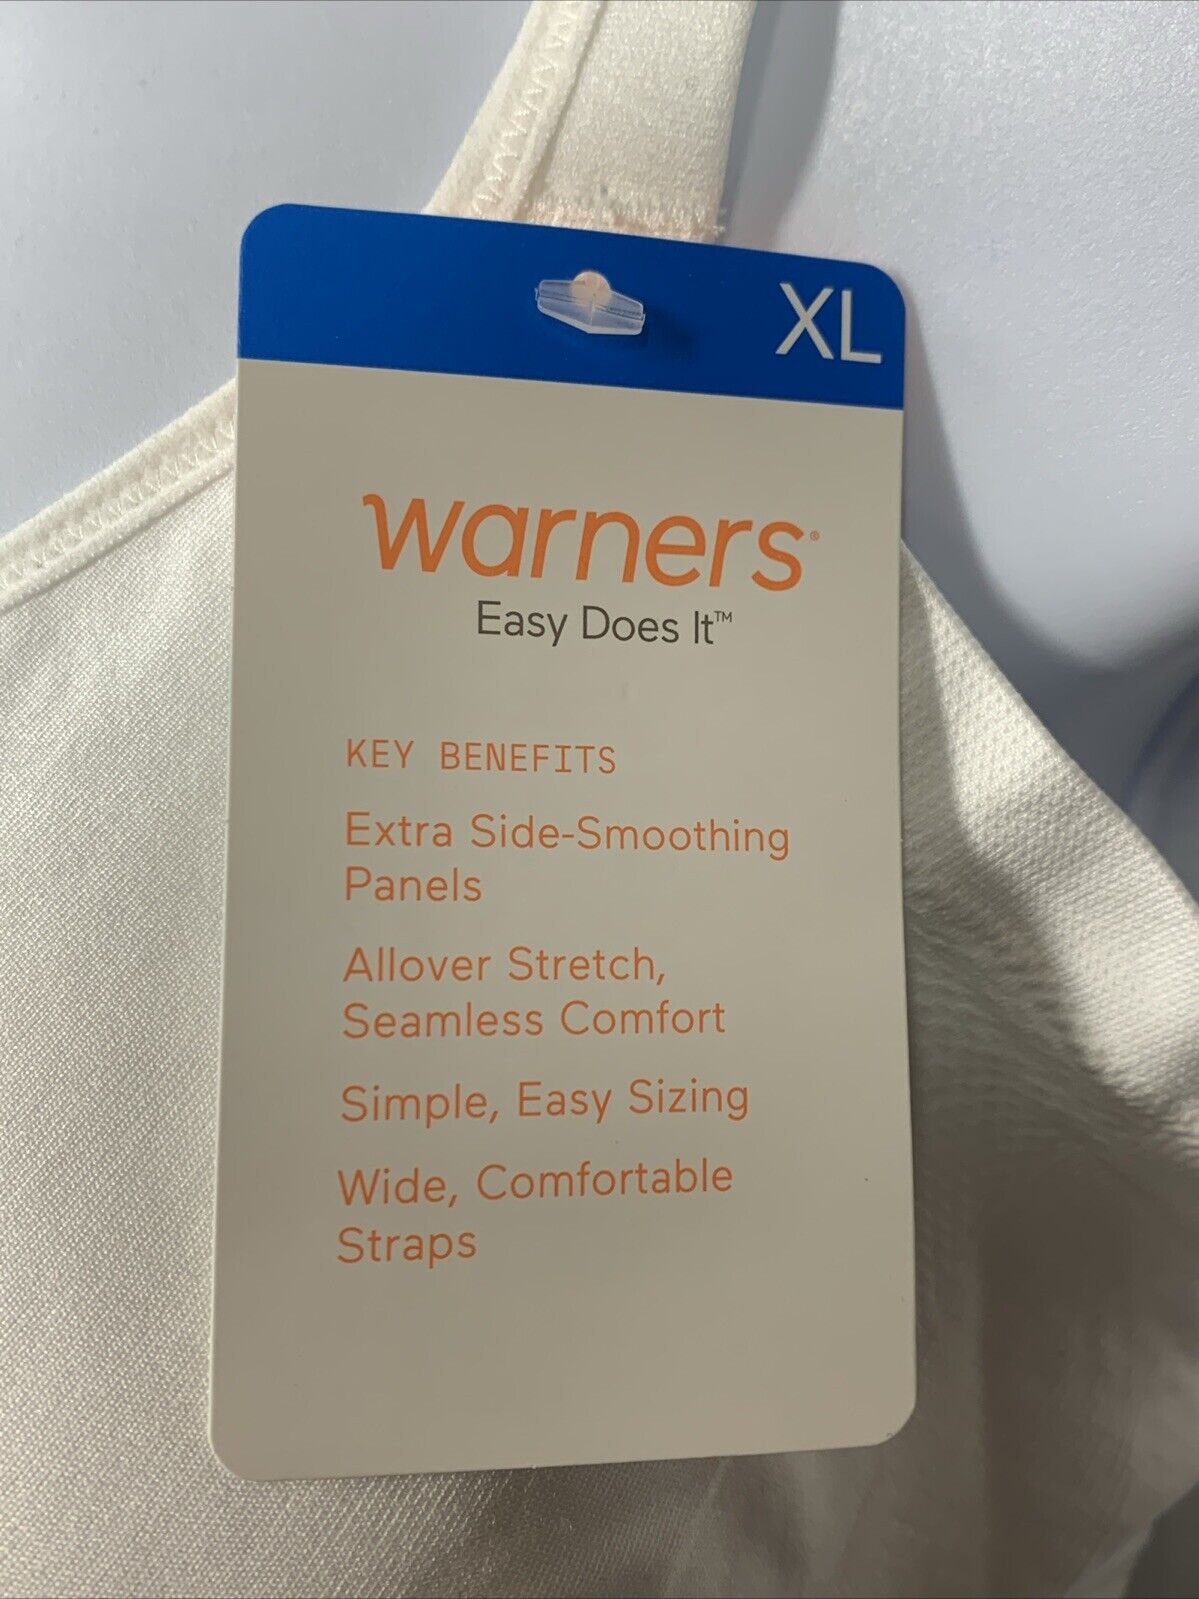 XL
warners®
Easy Does It™
KEY BENEFITS
Extra Side-Smoothing
Panels
Allover Stretch,
Seamless Comfort
Simple, Easy Sizing
Wide, Comfortable
Straps